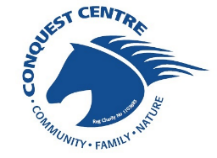 CONQUEST CENTRE
• COMMUNITY • FAMILY • NATURE